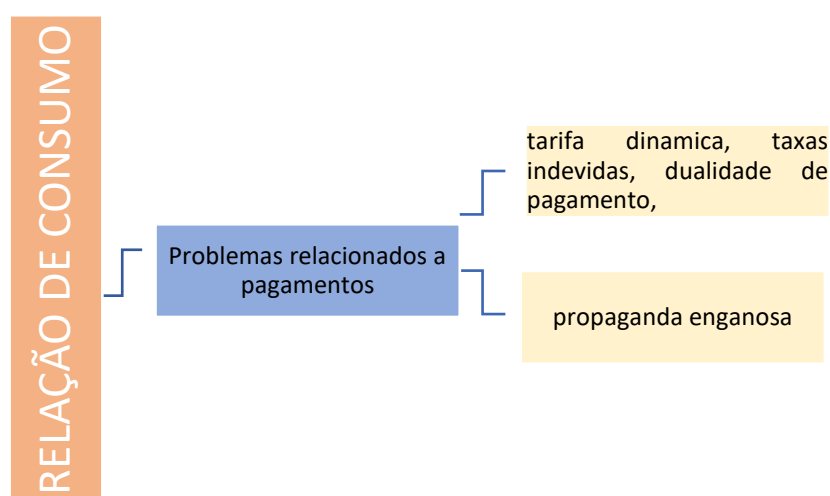 RELAÇÃO DE CONSUMO
Problemas relacionados a
pagamentos
tarifa dinamica, taxas
indevidas, dualidade de
pagamento,
propaganda enganosa